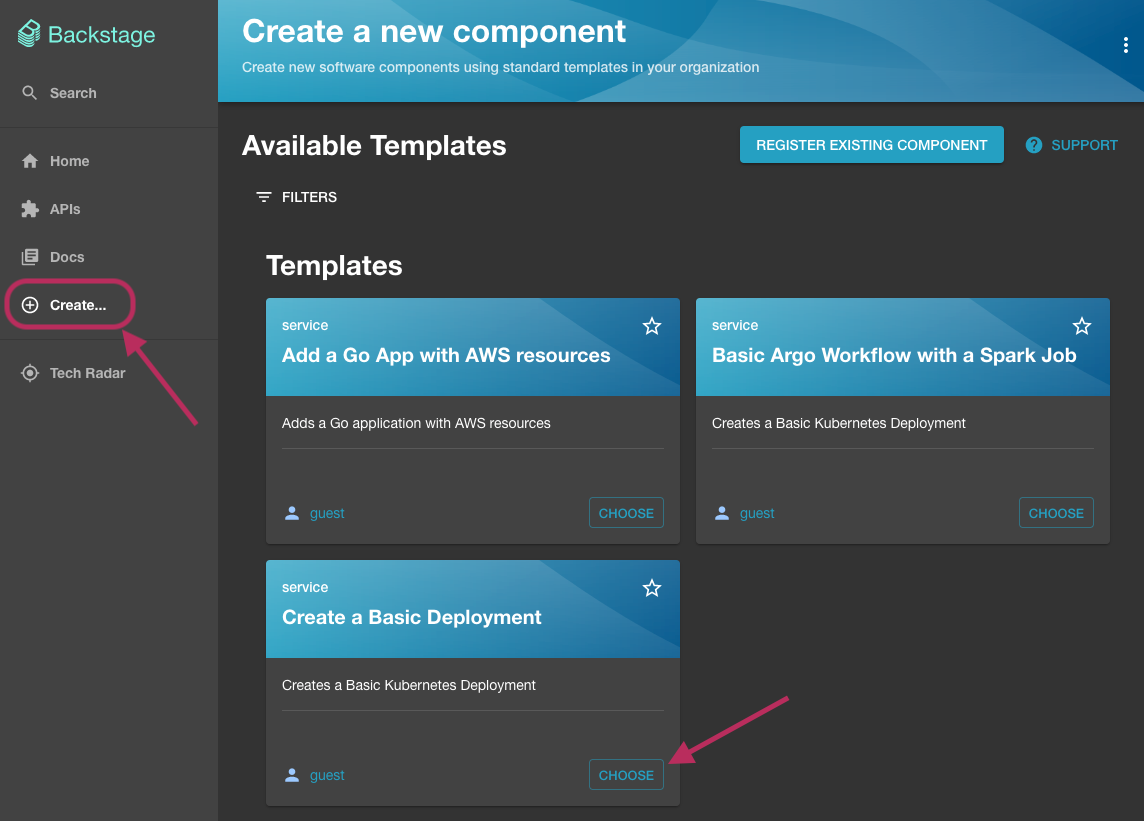 Backstage
Search
Home
APIs
Docs
Create...
Tech Radar
Create a new component
Create new software components using standard templates in your organization
Available Templates
REGISTER EXISTING COMPONENT
SUPPORT
FILTERS
Templates
service
Add a Go App with AWS resources
Adds a Go application with AWS resources
guest
CHOOSE
service
Basic Argo Workflow with a Spark Job
Creates a Basic Kubernetes Deployment
guest
CHOOSE
service
Create a Basic Deployment
Creates a Basic Kubernetes Deployment
guest
CHOOSE